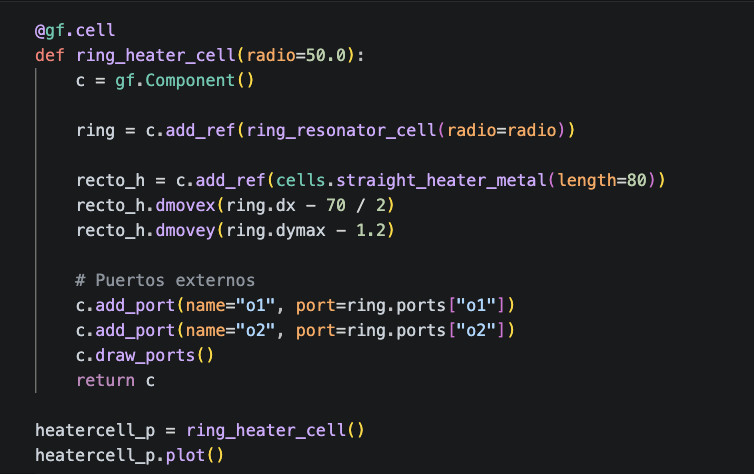 @gf.cell
def ring_heater_cell(radio=50.0):
    c = gf.Component()

    ring = c.add_ref(ring_resonator_cell(radio=radio))

    recto_h = c.add_ref(cells.straight_heater_metal(length=80))
    recto_h.dmovex(ring.dx - 70 / 2)
    recto_h.dmovey(ring.dymax - 1.2)

    # Puertos externos
    c.add_port(name="o1", port=ring.ports["o1"])
    c.add_port(name="o2", port=ring.ports["o2"])
    c.draw_ports()
    return c

heatercell_p = ring_heater_cell()
heatercell_p.plot()